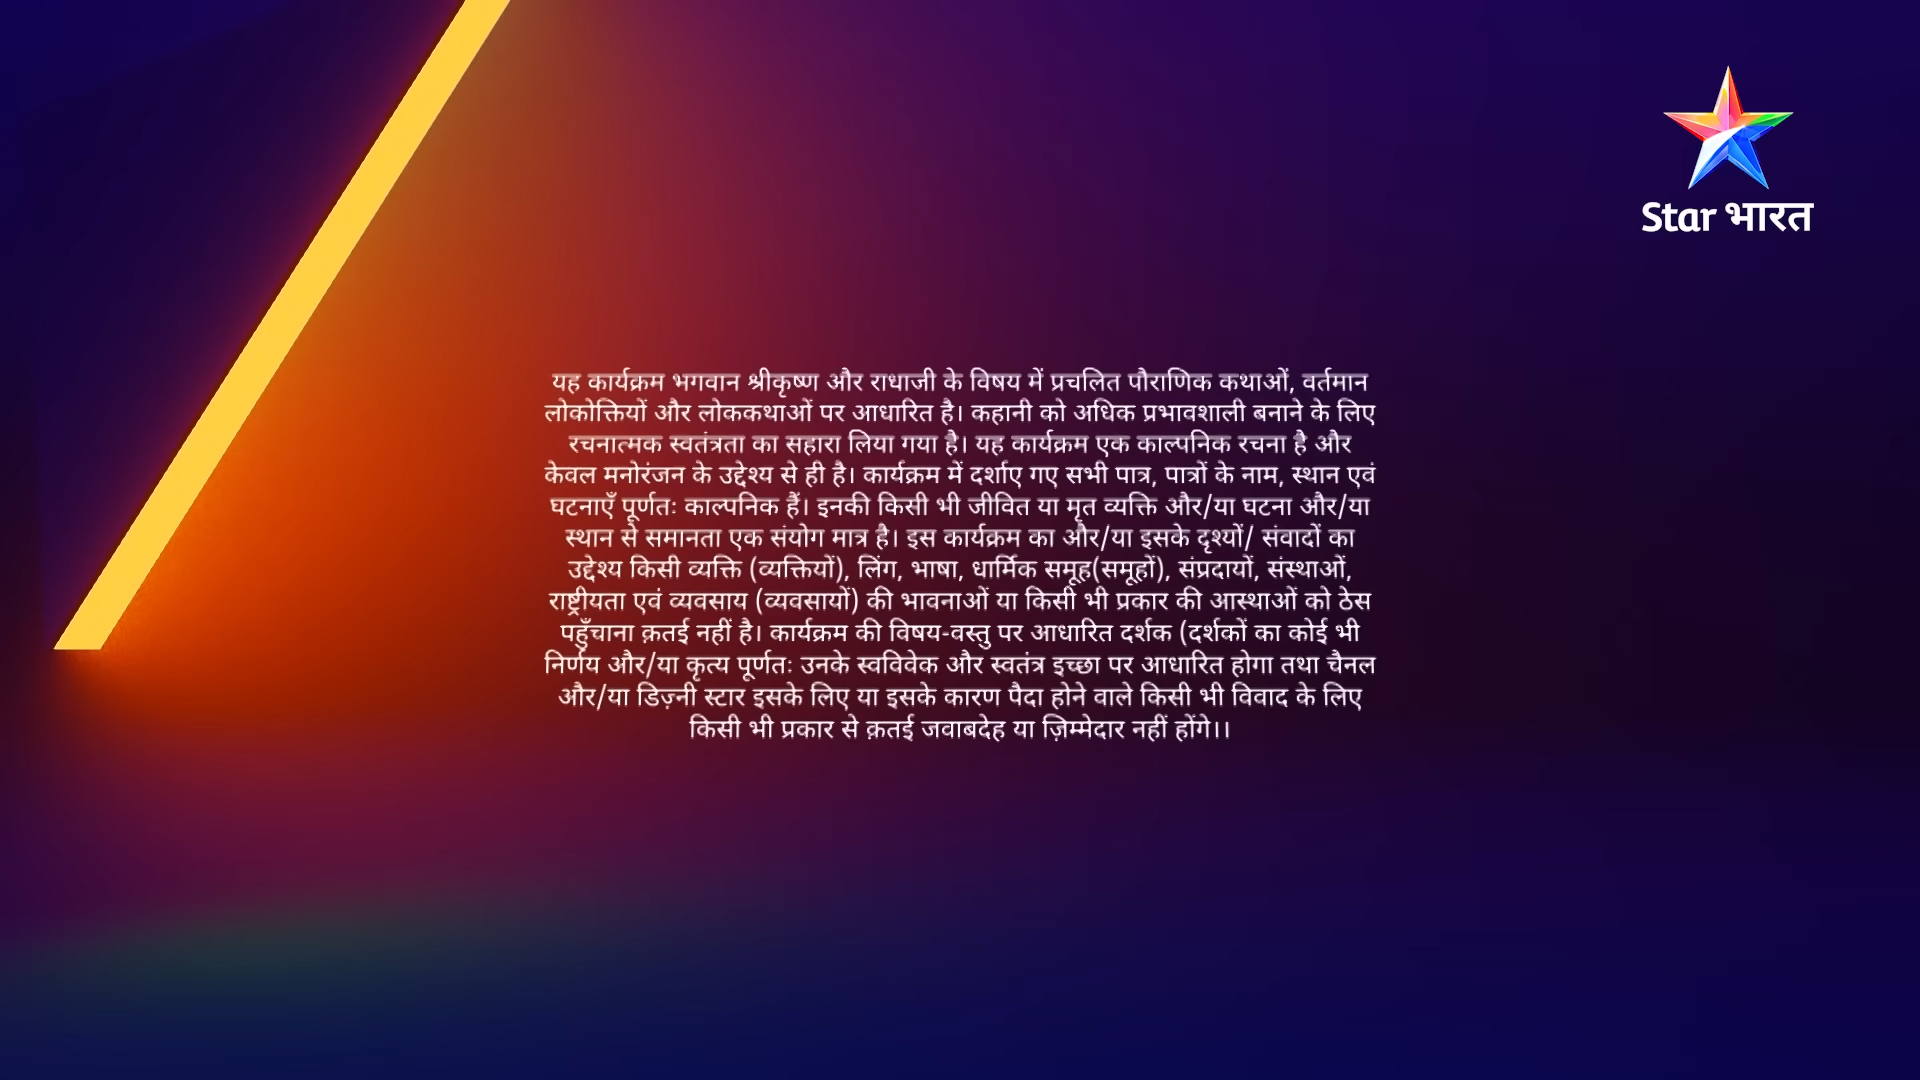 Star भारत
यह कार्यक्रम भगवान श्रीकृष्ण और राधाजी के विषय में प्रचलित पौराणिक कथाओं, वर्तमान
लोकोक्तियों और लोककथाओं पर आधारित है। कहानी को अधिक प्रभावशाली बनाने के लिए
रचनात्मक स्वतंत्रता का सहारा लिया गया है। यह कार्यक्रम एक काल्पनिक रचना है और
केवल मनोरंजन के उद्देश्य से ही है। कार्यक्रम में दर्शाए गए सभी पात्र, पात्रों के नाम, स्थान एवं
घटनाएँ पूर्णतः काल्पनिक हैं। इनकी किसी भी जीवित या मृत व्यक्ति और/या घटना और/या
स्थान से समानता एक संयोग मात्र है। इस कार्यक्रम का और/या इसके दृश्यों/ संवादों का
उद्देश्य किसी व्यक्ति (व्यक्तियों), लिंग, भाषा, धार्मिक समूह(समूहों), संप्रदायों, संस्थाओं,
राष्ट्रीयता एवं व्यवसाय (व्यवसायों) की भावनाओं या किसी भी प्रकार की आस्थाओं को ठेस
पहुँचाना क़तई नहीं है। कार्यक्रम की विषय-वस्तु पर आधारित दर्शक (दर्शकों का कोई भी
निर्णय और/या कृत्य पूर्णतः उनके स्वविवेक और स्वतंत्र इच्छा पर आधारित होगा तथा चैनल
और/या डिज़्नी स्टार इसके लिए या इसके कारण पैदा होने वाले किसी भी विवाद के लिए
किसी भी प्रकार से क़तई जवाबदेह या ज़िम्मेदार नहीं होंगे।।